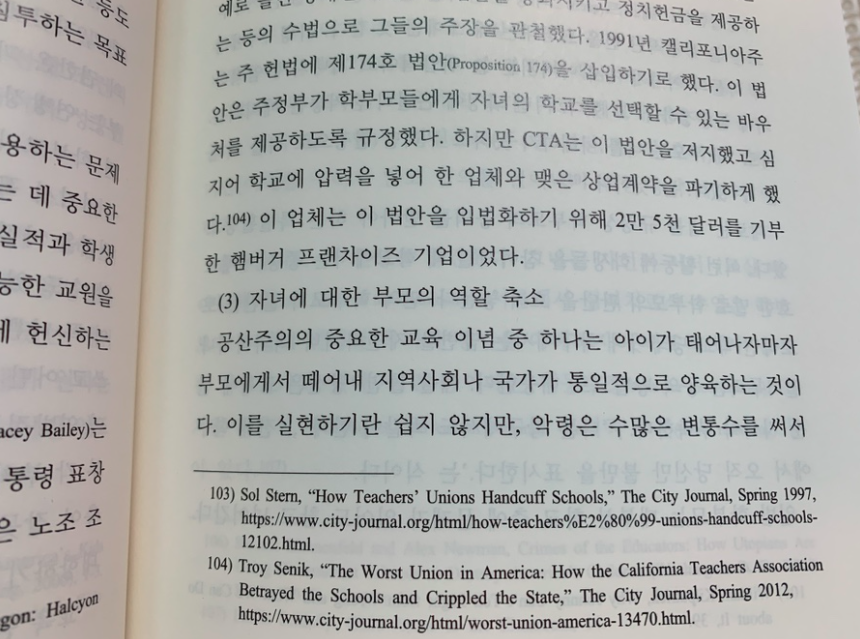 등도
투하는 목표
용하는 문제
는 데 중요한
실적과 학생
능한 교원을
에 헌신하는
acey Bailey)는
통령 표창
은 노조 조
gon: Halcyon
정치헌금을 제공하
는 등의 수법으로 그들의 주장을 관철했다. 1991년 캘리포니아주
는 주 헌법에 제174호 법안(Proposition 174)을 삽입하기로 했다. 이 법
안은 주정부가 학부모들에게 자녀의 학교를 선택할 수 있는 바우
처를 제공하도록 규정했다. 하지만 CTA는 이 법안을 저지했고 심
지어 학교에 압력을 넣어 한 업체와 맺은 상업계약을 파기하게 했
다.104) 이 업체는 이 법안을 입법화하기 위해 2만 5천 달러를 기부
한 햄버거 프랜차이즈 기업이었다.
(3) 자녀에 대한 부모의 역할 축소
공산주의의 중요한 교육 이념 중 하나는 아이가 태어나자마자
부모에게서 떼어내 지역사회나 국가가 통일적으로 양육하는 것이
다. 이를 실현하기란 쉽지 않지만, 악령은 수많은 변통수를 써서
103) Sol Stern, “How Teachers’ Unions Handcuff Schools,” The City Journal, Spring 1997,
https://www.city-journal.org/html/how-teachers%E2%80%99-unions-handcuff-schools-
12102.html.
104) Troy Senik, “The Worst Union in America: How the California Teachers Association
Betrayed the Schools and Crippled the State,” The City Journal, Spring 2012,
https://www.city-journal.org/html/worst-union-america-13470.html.